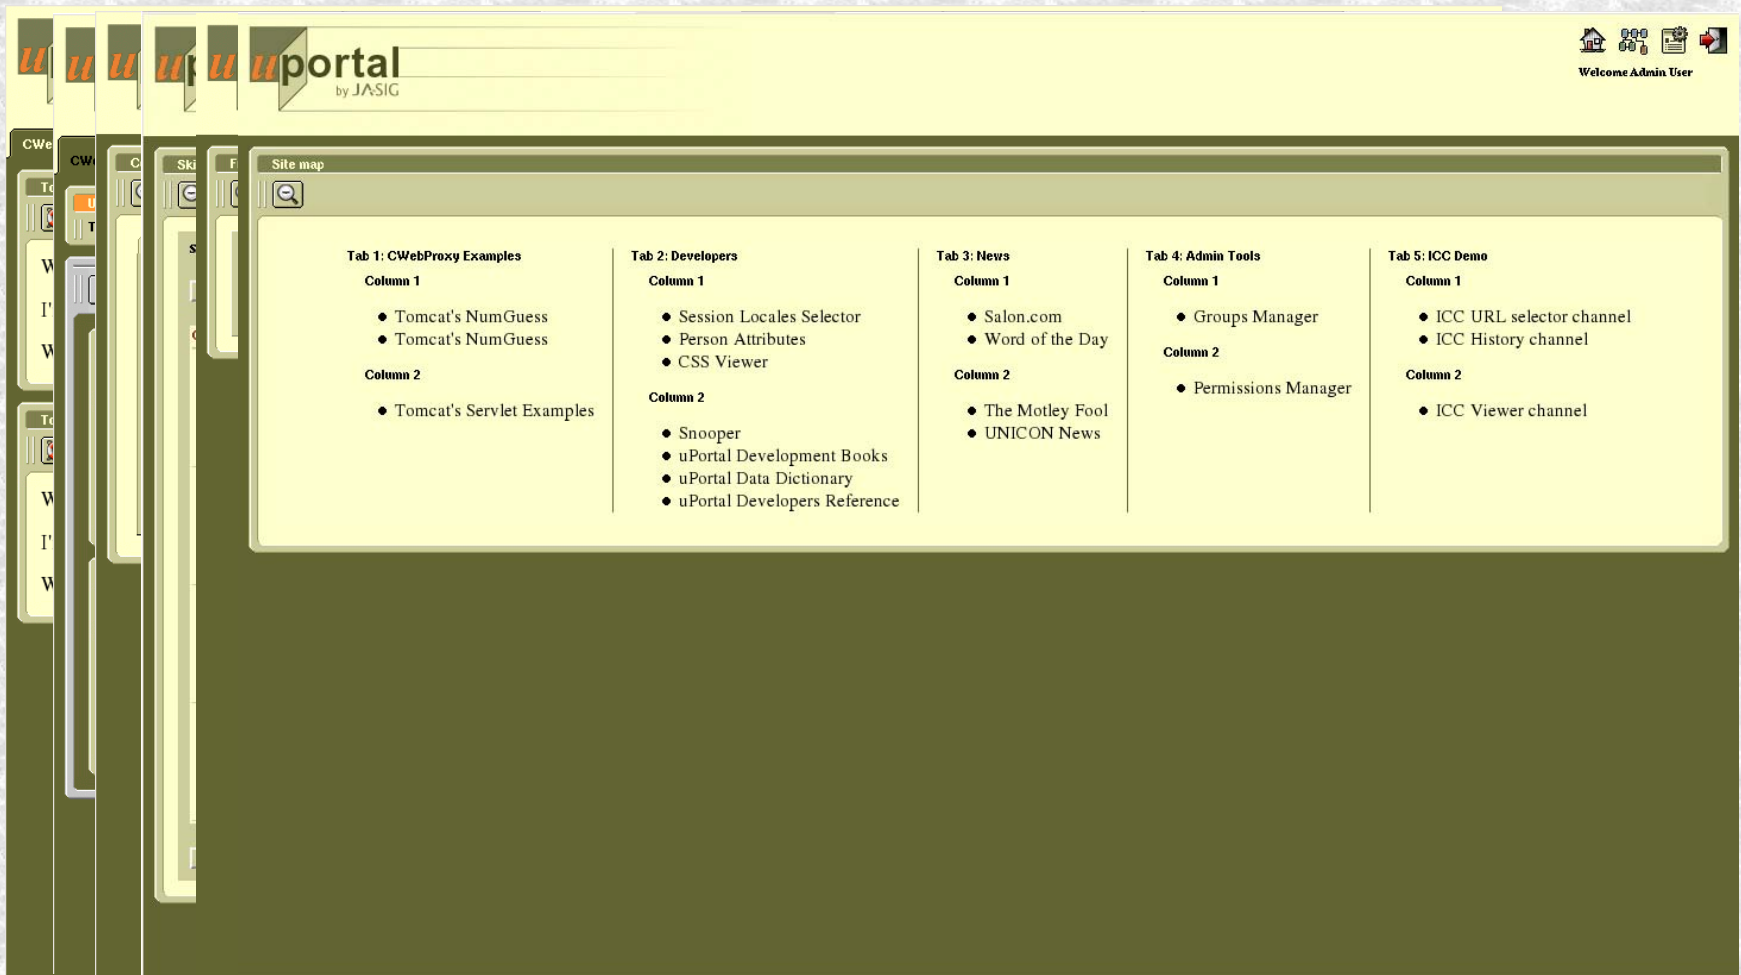 uportal
by JA-SIG
Welcome Admin User
Site map
Tab 1: CWebProxy Examples
Column 1
Tomcat's NumGuess
Tomcat's NumGuess
Column 2
Tomcat's Servlet Examples
Tab 2: Developers
Column 1
Session Locales Selector
Person Attributes
CSS Viewer
Column 2
Snooper
uPortal Development Books
uPortal Data Dictionary
uPortal Developers Reference
Tab 3: News
Column 1
Salon.com
Word of the Day
Column 2
The Motley Fool
UNICON News
Tab 4: Admin Tools
Column 1
Groups Manager
Column 2
Permissions Manager
Tab 5: ICC Demo
Column 1
ICC URL selector channel
ICC History channel
Column 2
ICC Viewer channel